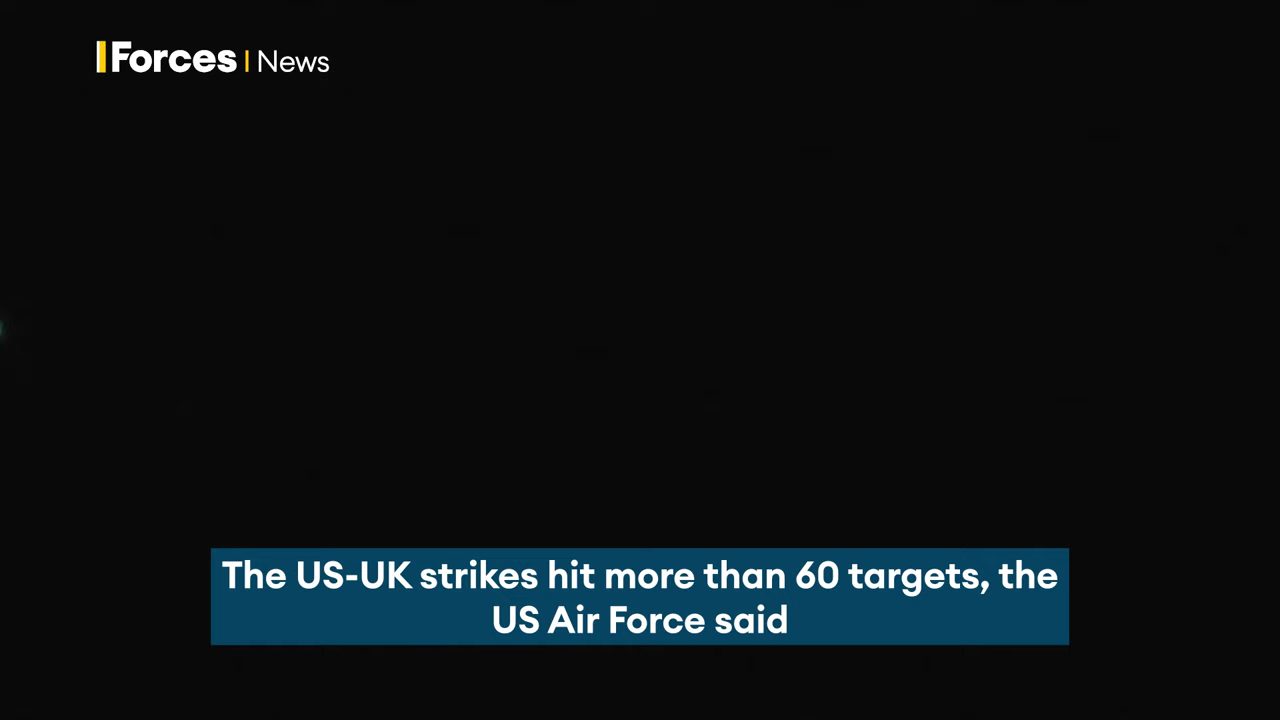 Forces | News
The US-UK strikes hit more than 60 targets, the
US Air Force said